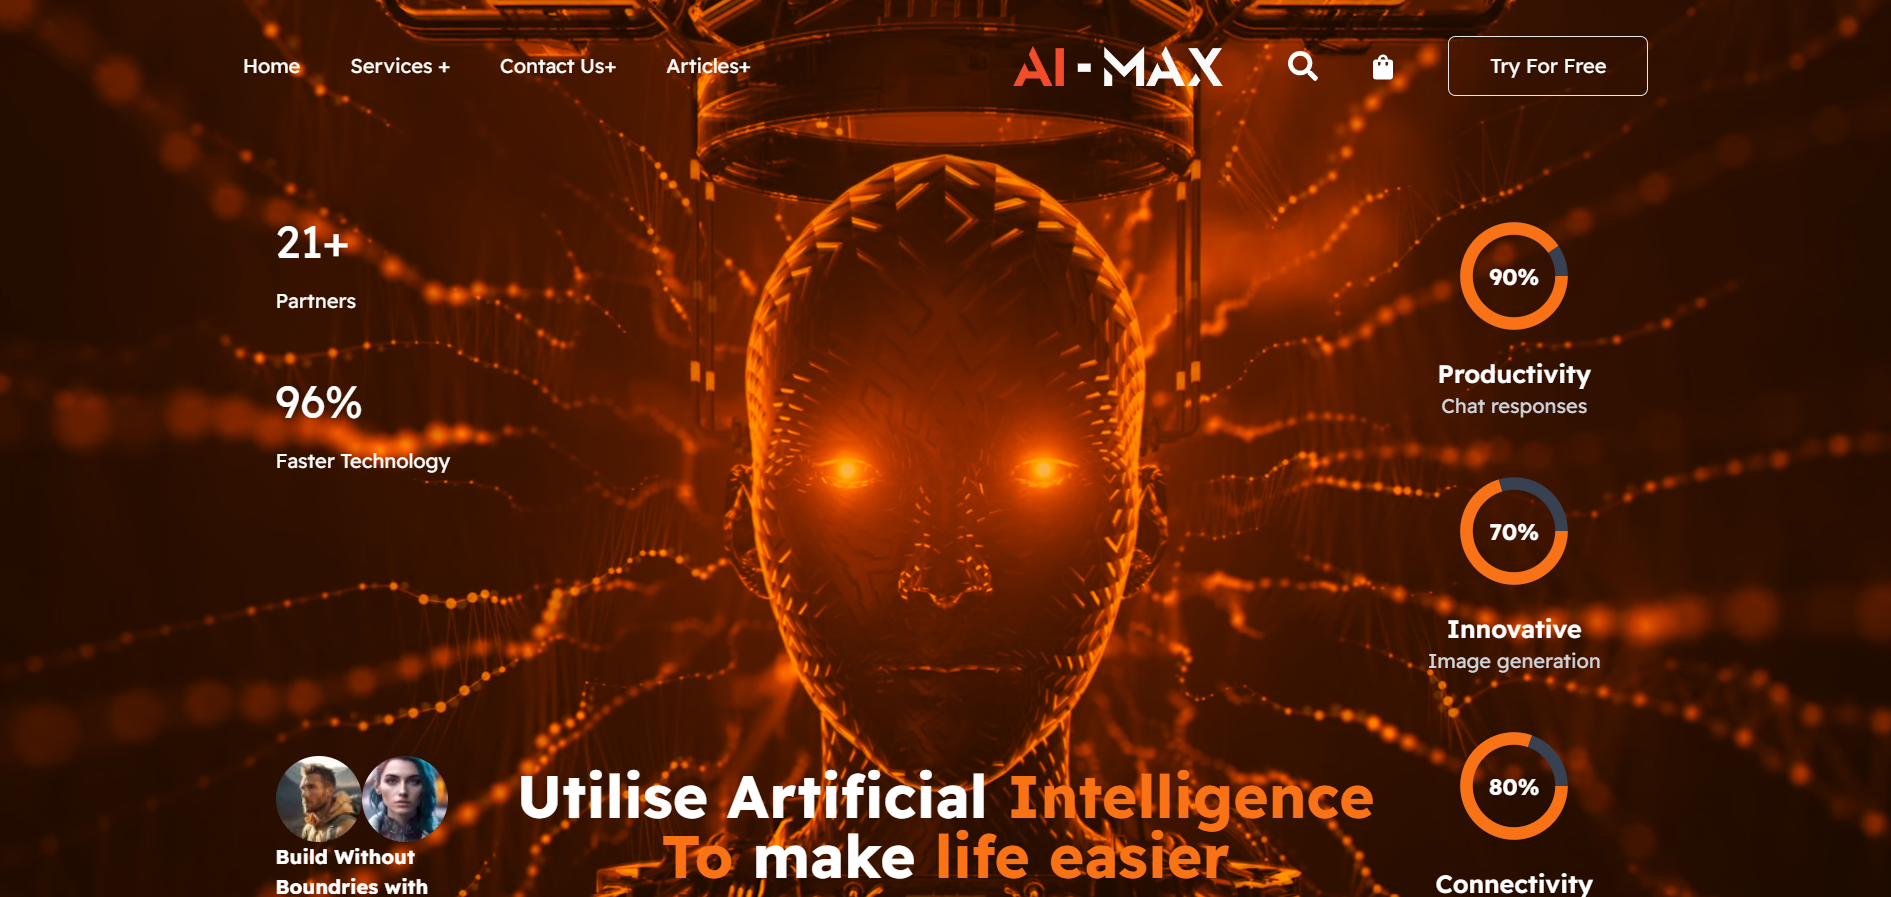 Home
Services +
Contact Us+
Articles+
AI - MAX
Try For Free
21+
Partners
96%
Faster Technology
90%
Productivity
Chat responses
70%
Innovative
Image generation
80%
Connectivity
Build Without
Boundries with
Utilise Artificial Intelligence
To make life easier